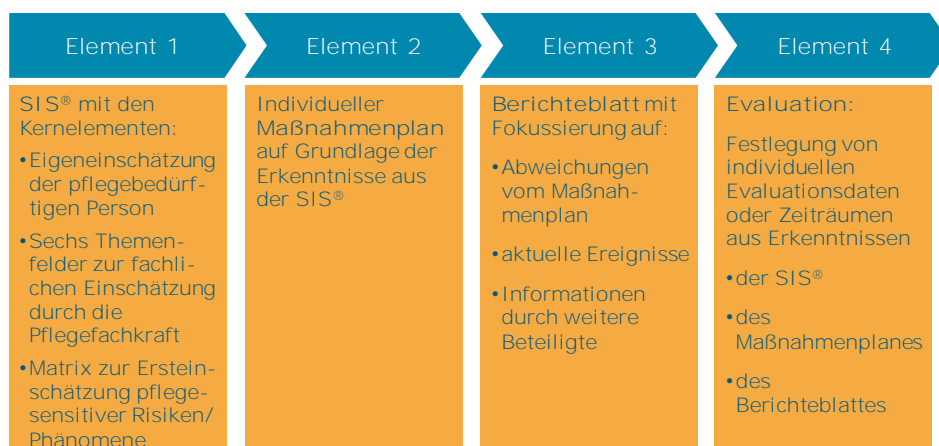 Element 1
Element 2
Element 3
Element 4
SIS® mit den
Kernelementen:
•Eigeneinschätzung
der pflegebedürf-
tigen Person
•Sechs Themen-
felder zur fachli-
chen Einschätzung
durch die
Pflegefachkraft
•Matrix zur Erstein-
schätzung pflege-
sensitiver Risiken/
Phänomene
Individueller
Maßnahmenplan
auf Grundlage der
Erkenntnisse aus
der SIS®
Berichteblatt mit
Fokussierung auf:
•Abweichungen
vom Maßnah-
menplan
•aktuelle Ereignisse
•Informationen
durch weitere
Beteiligte
Evaluation:
Festlegung von
individuellen
Evaluationsdaten
oder Zeiträumen
aus Erkenntnissen
•der SIS®
•des
Maßnahmenplanes
•des
Berichteblattes